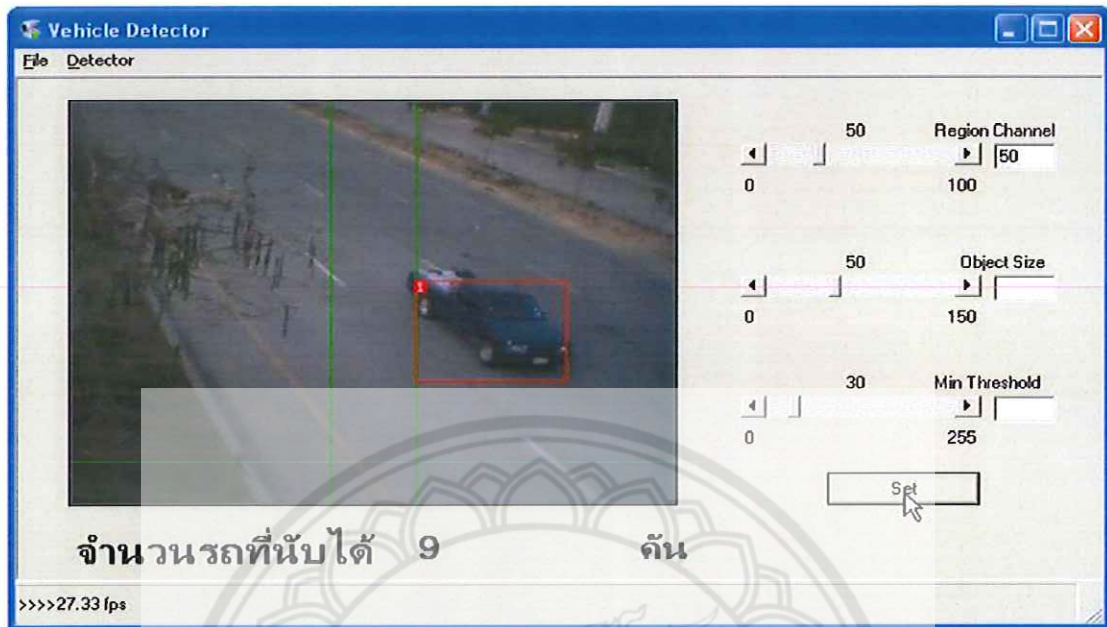 Vehicle Detector
File Detector
50 Region Channel
50
0 100
50 Object Size
0 150
1
30 Min Threshold
0 255
Set
จำนวนรถที่นับได้ 9 คัน
>>>>27.33 fps